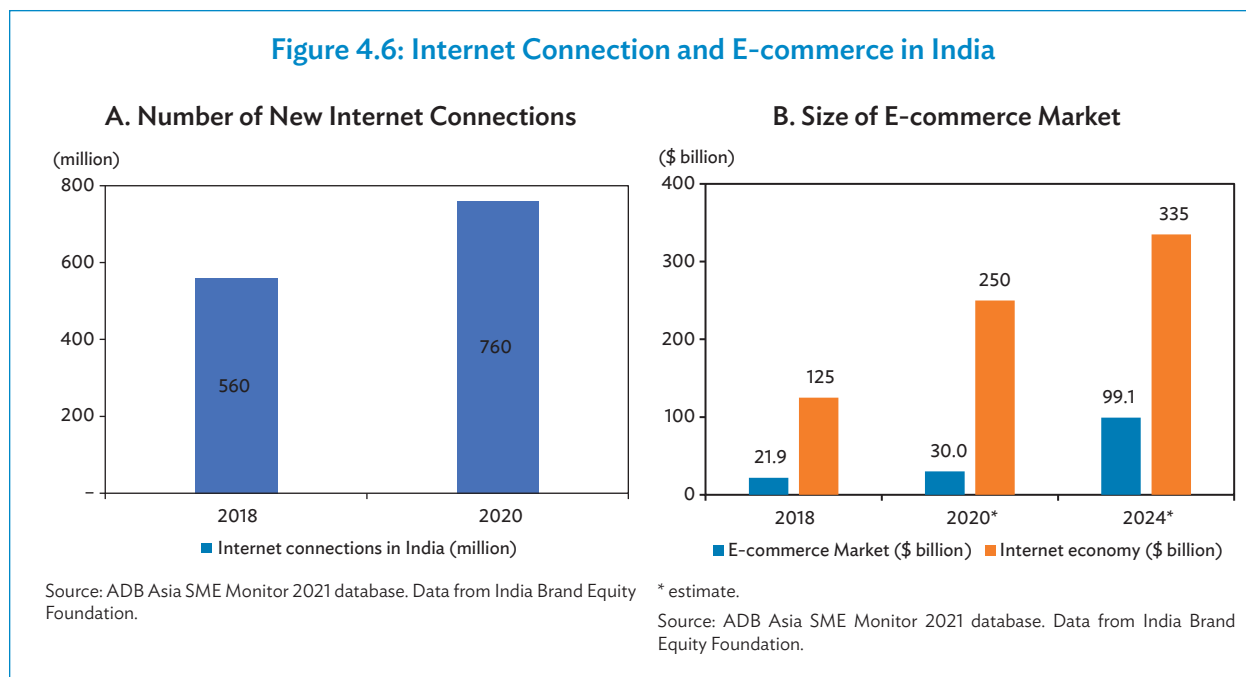 Figure 4.6: Internet Connection and E-commerce in India
A. Number of New Internet Connections
(million)
800
600
400
200
–
560
760
2018
2020
Internet connections in India (million)
Source: ADB Asia SME Monitor 2021 database. Data from India Brand Equity
Foundation.
B. Size of E-commerce Market
($ billion)
400
300
200
100
0
21.9
125
30.0
250
99.1
335
2018
2020*
2024*
E-commerce Market ($ billion)
Internet economy ($ billion)
* estimate.
Source: ADB Asia SME Monitor 2021 database. Data from India Brand
Equity Foundation.